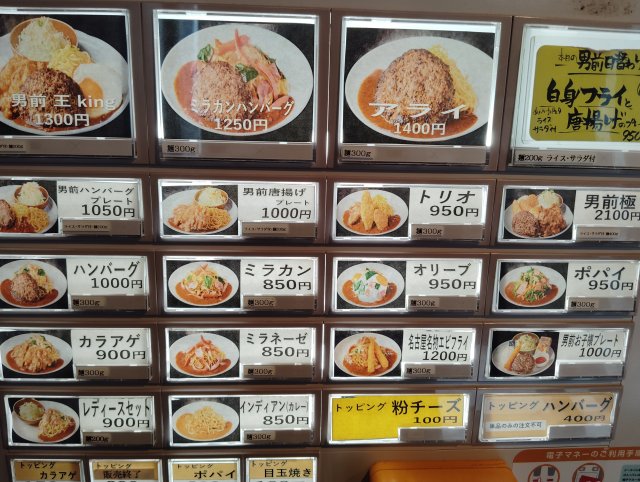 男前 王 king
1300円
麺300g
ミラカンハンバーグ
1250円
麺300g
アライ
1400円
麺300g
自身フライと
唐揚げ
麺200g ライス・サラダ付
男前ハンバーグ
プレート
1050円
男前唐揚げ
プレート
1000円
トリオ
950円
麺300g
男前極
2100円
ハンバーグ
1000円
麺300g
ミラカン
850円
麺300g
オリーブ
950円
麺300g
ポパイ
950円
麺300g
カラアゲ
900円
麺300g
ミラネーゼ
850円
麺300g
名古屋名物エビフライ
1200円
麺300g
男前お子様プレート
1000円
レディースセット
900円
麺200g
インディアン(カレー)
850円
トッピング 粉チーズ
100円
トッピング ハンバーグ
単品のみの注文不可
400円
トッピング
カラアゲ
トッピング
販売終了
トッピング
ポパイ
トッピング
目玉焼き
電子マネーのご利用手順